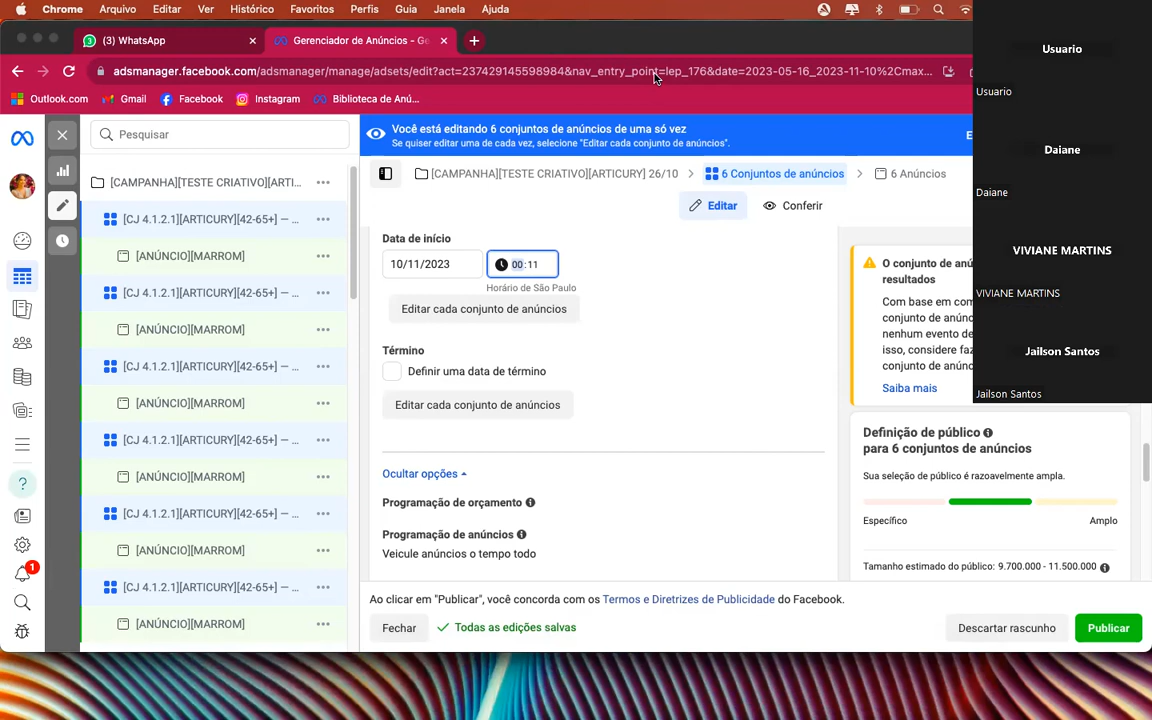 Chrome Arquivo Editar Ver Histórico Favoritos Perfis Guia Janela Ajuda
(3) WhatsApp
Gerenciador de Anúncios - Ge
adsmanager.facebook.com/adsmanager/manage/adsets/edit?act=237429145598984&nav_entry_point=lep_176&date=2023-05-16_2023-11-10%2Cmax...
Outlook.com Gmail Facebook Instagram Biblioteca de Anú...
Pesquisar
[CAMPANHA][TESTE CRIATIVO][ARTI...
[CJ 4.1.2.1][ARTICURY][42-65+] — ...
[ANÚNCIO][MARROM]
[CJ 4.1.2.1][ARTICURY][42-65+] — ...
[ANÚNCIO][MARROM]
[CJ 4.1.2.1][ARTICURY][42-65+] — ...
[ANÚNCIO][MARROM]
[CJ 4.1.2.1][ARTICURY][42-65+] — ...
[ANÚNCIO][MARROM]
[CJ 4.1.2.1][ARTICURY][42-65+] — ...
[ANÚNCIO][MARROM]
[CJ 4.1.2.1][ARTICURY][42-65+] — ...
[ANÚNCIO][MARROM]
1
Você está editando 6 conjuntos de anúncios de uma só vez
Se quiser editar uma de cada vez, selecione "Editar cada conjunto de anúncios".
E
[CAMPANHA][TESTE CRIATIVO][ARTICURY] 26/10 > 6 Conjuntos de anúncios > 6 Anúncios
Editar Conferir
Data de início
10/11/2023 00:11
Horário de São Paulo
Editar cada conjunto de anúncios
Término
Definir uma data de término
Editar cada conjunto de anúncios
Ocultar opções
Programação de orçamento
Programação de anúncios
Veicule anúncios o tempo todo
O conjunto de anú
resultados
Com base em com
conjunto de anúnc
nenhum evento de
isso, considere faz
conjunto de anúnc
Saiba mais
Definição de público
para 6 conjuntos de anúncios
Sua seleção de público é razoavelmente ampla.
Específico Amplo
Tamanho estimado do público: 9.700.000 - 11.500.000
Ao clicar em "Publicar", você concorda com os Termos e Diretrizes de Publicidade do Facebook.
Fechar Todas as edições salvas Descartar rascunho Publicar
Usuario
Usuario
Daiane
Daiane
VIVIANE MARTINS
VIVIANE MARTINS
Jailson Santos
Jailson Santos